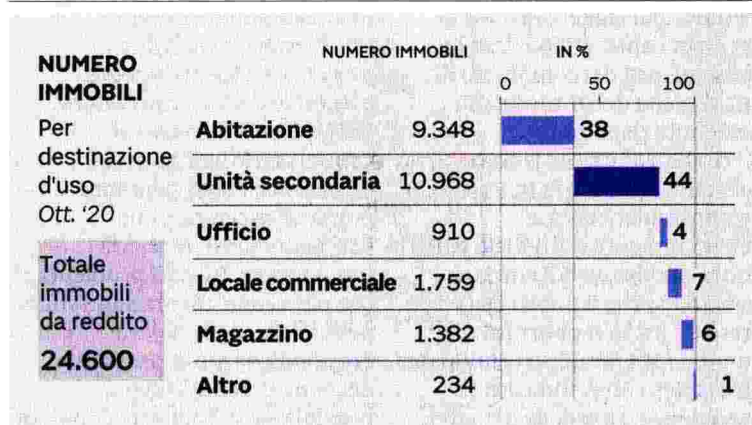 NUMERO
IMMOBILI
Per
destinazione
d'uso
Ott. '20
Totale
immobili
da reddito
24.600
NUMERO IMMOBILI IN %
0 50 100
Abitazione 9.348 38
Unità secondaria 10.968 44
Ufficio 910 4
Locale commerciale 1.759 7
Magazzino 1.382 6
Altro 234 1